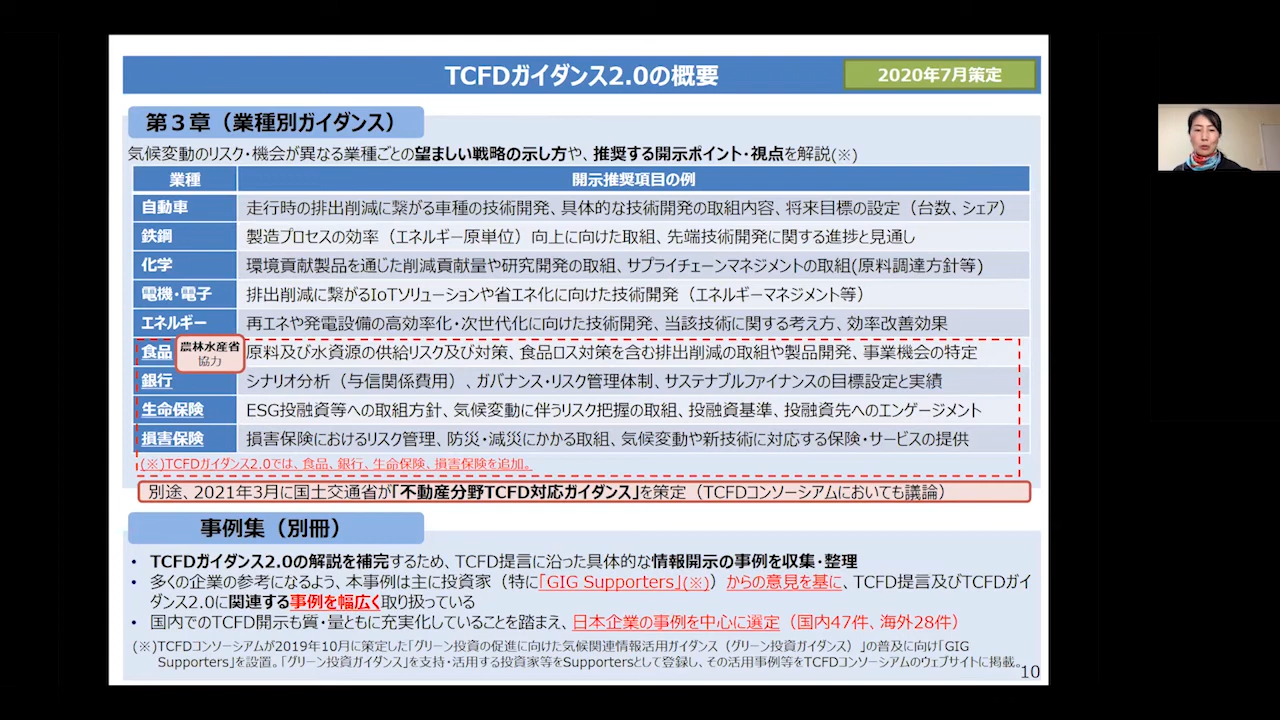 TCFDガイダンス2.0の概要
2020年7月策定
第3章（業種別ガイダンス）
気候変動のリスク・機会が異なる業種ごとの望ましい戦略の示し方や、推奨する開示ポイント・視点を解説(※)
業種 開示推奨項目の例
自動車 走行時の排出削減に繋がる車種の技術開発、具体的な技術開発の取組内容、将来目標の設定（台数、シェア）
鉄鋼 製造プロセスの効率（エネルギー原単位）向上に向けた取組、先端技術開発に関する進捗と見通し
化学 環境貢献製品を通じた削減貢献量や研究開発の取組、サプライチェーンマネジメントの取組(原料調達方針等)
電機・電子 排出削減に繋がるIoTソリューションや省エネ化に向けた技術開発（エネルギーマネジメント等）
エネルギー 再エネや発電設備の高効率化・次世代化に向けた技術開発、当該技術に関する考え方、効率改善効果
食品 原料及び水資源の供給リスク及び対策、食品ロス対策を含む排出削減の取組や製品開発、事業機会の特定
農林水産省
協力
銀行 シナリオ分析（与信関係費用）、ガバナンス・リスク管理体制、サステナブルファイナンスの目標設定と実績
生命保険 ESG投融資等への取組方針、気候変動に伴うリスク把握の取組、投融資基準、投融資先へのエンゲージメント
損害保険 損害保険におけるリスク管理、防災・減災にかかる取組、気候変動や新技術に対応する保険・サービスの提供
(※)TCFDガイダンス2.0では、食品、銀行、生命保険、損害保険を追加。
別途、2021年3月に国土交通省が「不動産分野TCFD対応ガイダンス」を策定（TCFDコンソーシアムにおいても議論）
事例集（別冊）
• TCFDガイダンス2.0の解説を補完するため、TCFD提言に沿った具体的な情報開示の事例を収集・整理
• 多くの企業の参考になるよう、本事例は主に投資家（特に「GIG Supporters」(※)）からの意見を基に、TCFD提言及びTCFDガイ
ダンス2.0に関連する事例を幅広く取り扱っている
• 国内でのTCFD開示も質・量ともに充実化していることを踏まえ、日本企業の事例を中心に選定（国内47件、海外28件）
(※)TCFDコンソーシアムが2019年10月に策定した「グリーン投資の促進に向けた気候関連情報活用ガイダンス（グリーン投資ガイダンス）」の普及に向け「GIG
Supporters」を設置。「グリーン投資ガイダンス」を支持・活用する投資家等をSupportersとして登録し、その活用事例等をTCFDコンソーシアムのウェブサイトに掲載。
10